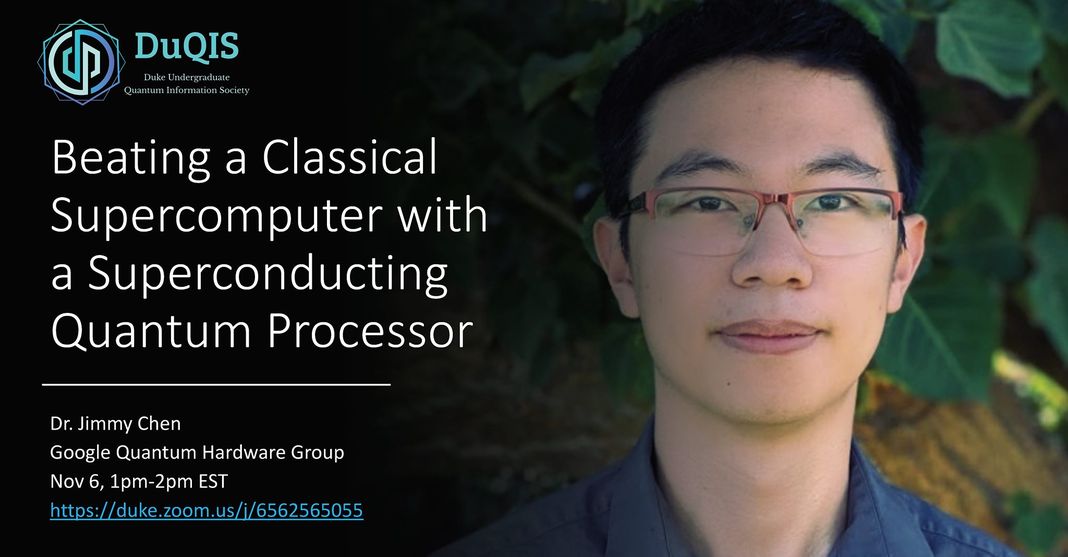 DuQIS
Duke Undergraduate
Quantum Information Society
Beating a Classical
Supercomputer with
a Superconducting
Quantum Processor
Dr. Jimmy Chen
Google Quantum Hardware Group
Nov 6, 1pm-2pm EST
https://duke.zoom.us/j/6562565055